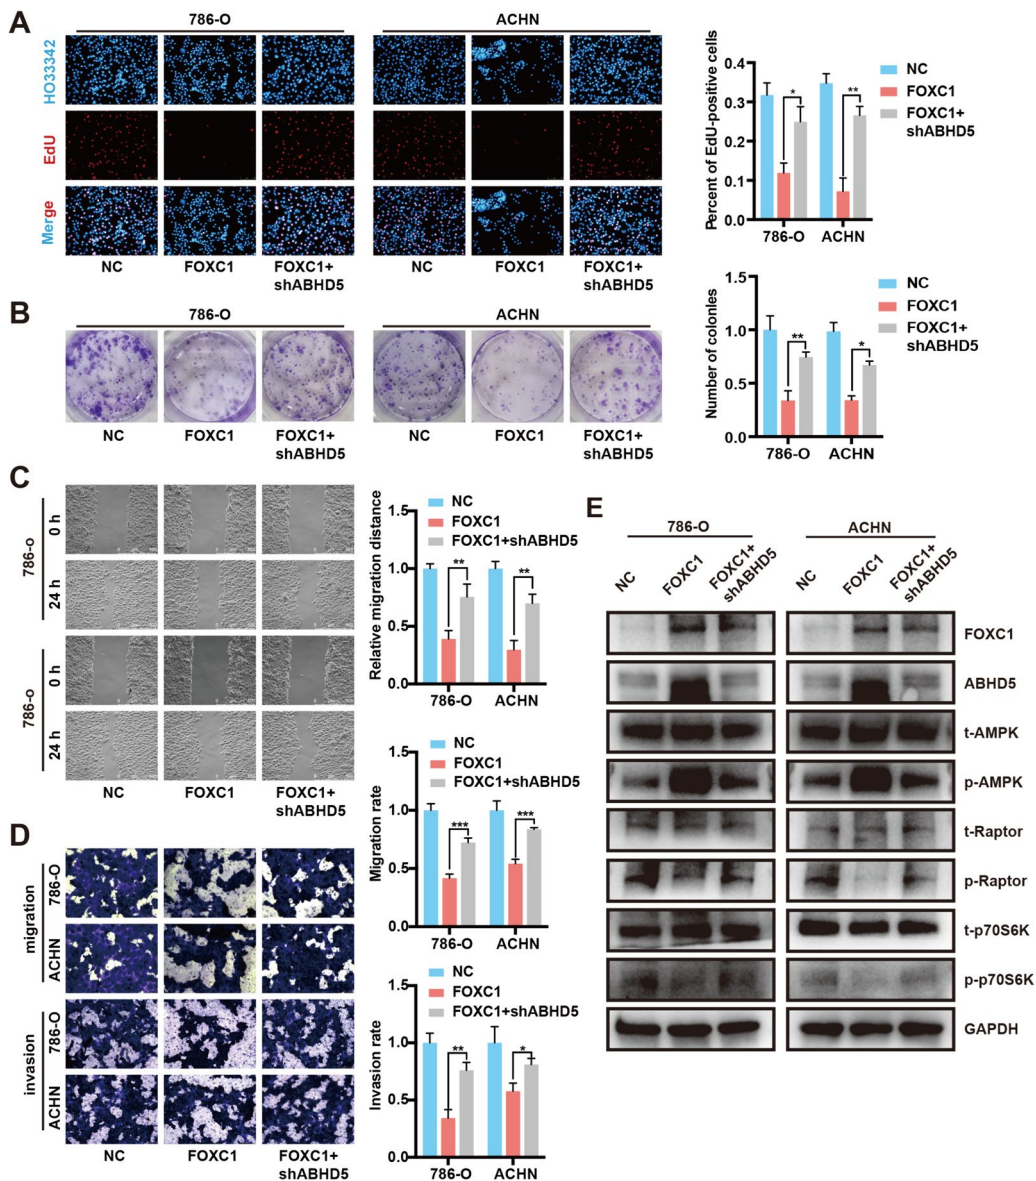 A
786-O
ACHN
HO33342
EdU
Merge
NC
FOXC1
FOXC1+
shABHD5
NC
FOXC1
FOXC1+
shABHD5
Percent of EdU-positive cells
0.4
0.3
0.2
0.1
0.0
*
**
786-O
ACHN
NC
FOXC1
FOXC1+
shABHD5
B
786-O
ACHN
NC
FOXC1
FOXC1+
shABHD5
NC
FOXC1
FOXC1+
shABHD5
Number of colonies
1.5
1.0
0.5
0.0
**
*
786-O
ACHN
NC
FOXC1
FOXC1+
shABHD5
C
786-o
0 h
24 h
786-o
0 h
24 h
NC
FOXC1
FOXC1+
shABHD5
Relative migration distance
1.5
1.0
0.5
0.0
NC
FOXC1
FOXC1+shABHD5
**
**
786-O
ACHN
D
migration
786-O
ACHN
invasion
786-O
ACHN
NC
FOXC1
FOXC1+
shABHD5
Migration rate
1.5
1.0
0.5
0.0
NC
FOXC1
FOXC1+shABHD5
***
***
786-O
ACHN
Invasion rate
1.5
1.0
0.5
0.0
NC
FOXC1
FOXC1+shABHD5
**
*
786-O
ACHN
E
786-O
ACHN
NC
FOXC1
FOXC1+
shABHD5
NC
FOXC1
FOXC1+
shABHD5
FOXC1
ABHD5
t-AMPK
p-AMPK
t-Raptor
p-Raptor
t-p70S6K
p-p70S6K
GAPDH